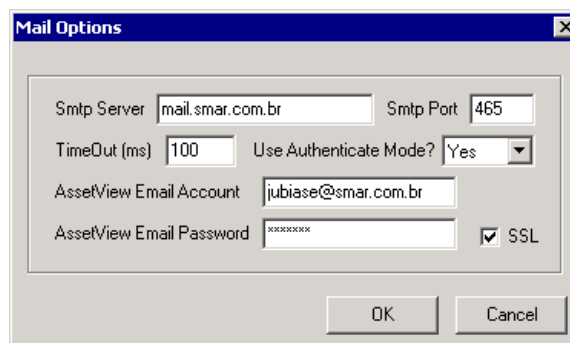 Mail Options
Smtp Server mail.smar.com.br Smtp Port 465
TimeOut (ms) 100 Use Authenticate Mode? Yes
AssetView Email Account jubiase@smar.com.br
AssetView Email Password ******* SSL
OK Cancel